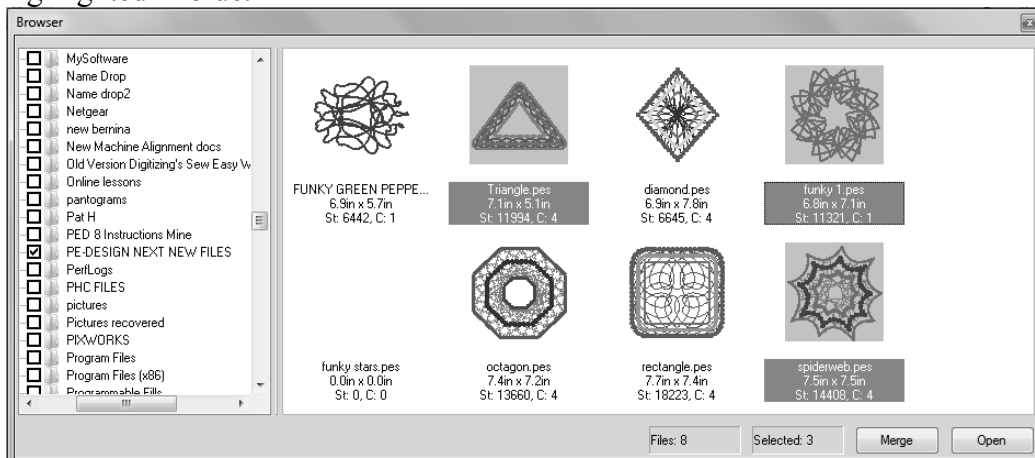 Browser
MySoftware
Name Drop
Name drop2
Netgear
new bernina
New Machine Alignment docs
Old Version Digitizing's Sew Easy W
Online lessons
pantograms
Pat H
PED 8 Instructions Mine
PE-DESIGN NEXT NEW FILES
PerfLogs
PHC FILES
pictures
Pictures recovered
PIXWORKS
Program Files
Program Files (x86)
Programmable Fills
FUNKY GREEN PEPPE...
6.9in x 5.7in
St: 6442, C: 1
Triangle.pes
7.1in x 5.1in
St: 11994, C: 4
diamond.pes
6.9in x 7.8in
St: 6645, C: 4
funky 1.pes
6.8in x 7.1in
St: 11321, C: 1
funky stars.pes
0.0in x 0.0in
St: 0, C: 0
octagon.pes
7.4in x 7.2in
St: 13660, C: 4
rectangle.pes
7.7in x 7.4in
St: 18223, C: 4
spiderweb.pes
7.5in x 7.5in
St: 14408, C: 4
Files: 8
Selected: 3
Merge
Open